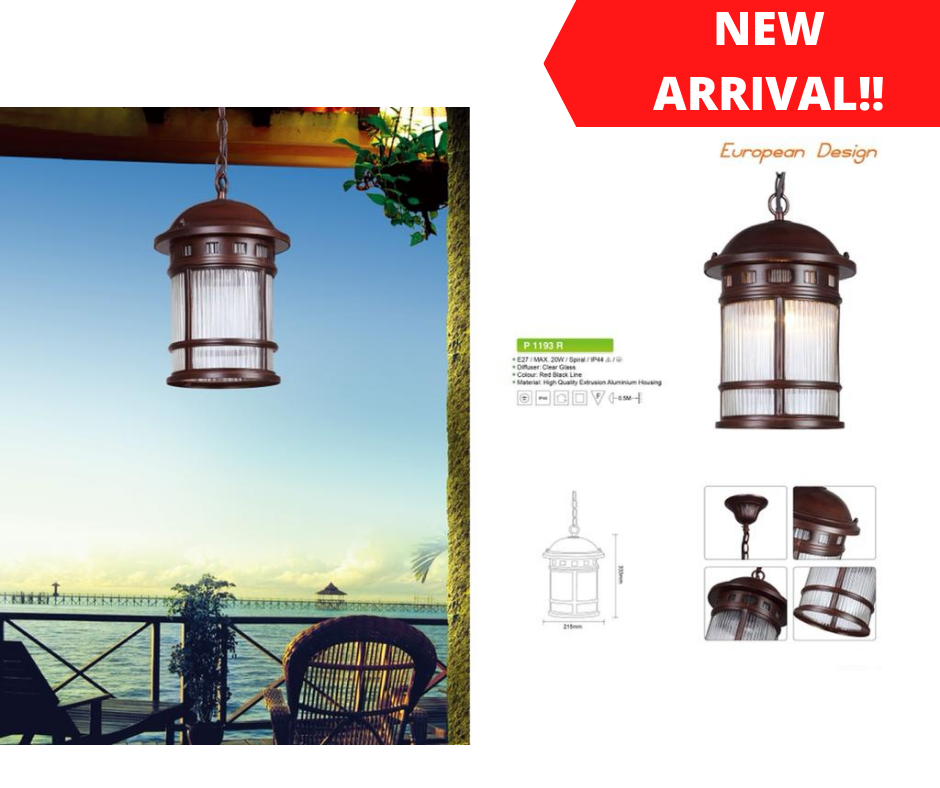 NEW
ARRIVAL!!
European Design
P 1193 R
E27 / MAX. 20W / Spiral / IP44
Diffuser: Clear Glass
Colour: Red Black Line
Material: High Quality Extrusion Aluminium Housing
F
0.5M
215mm